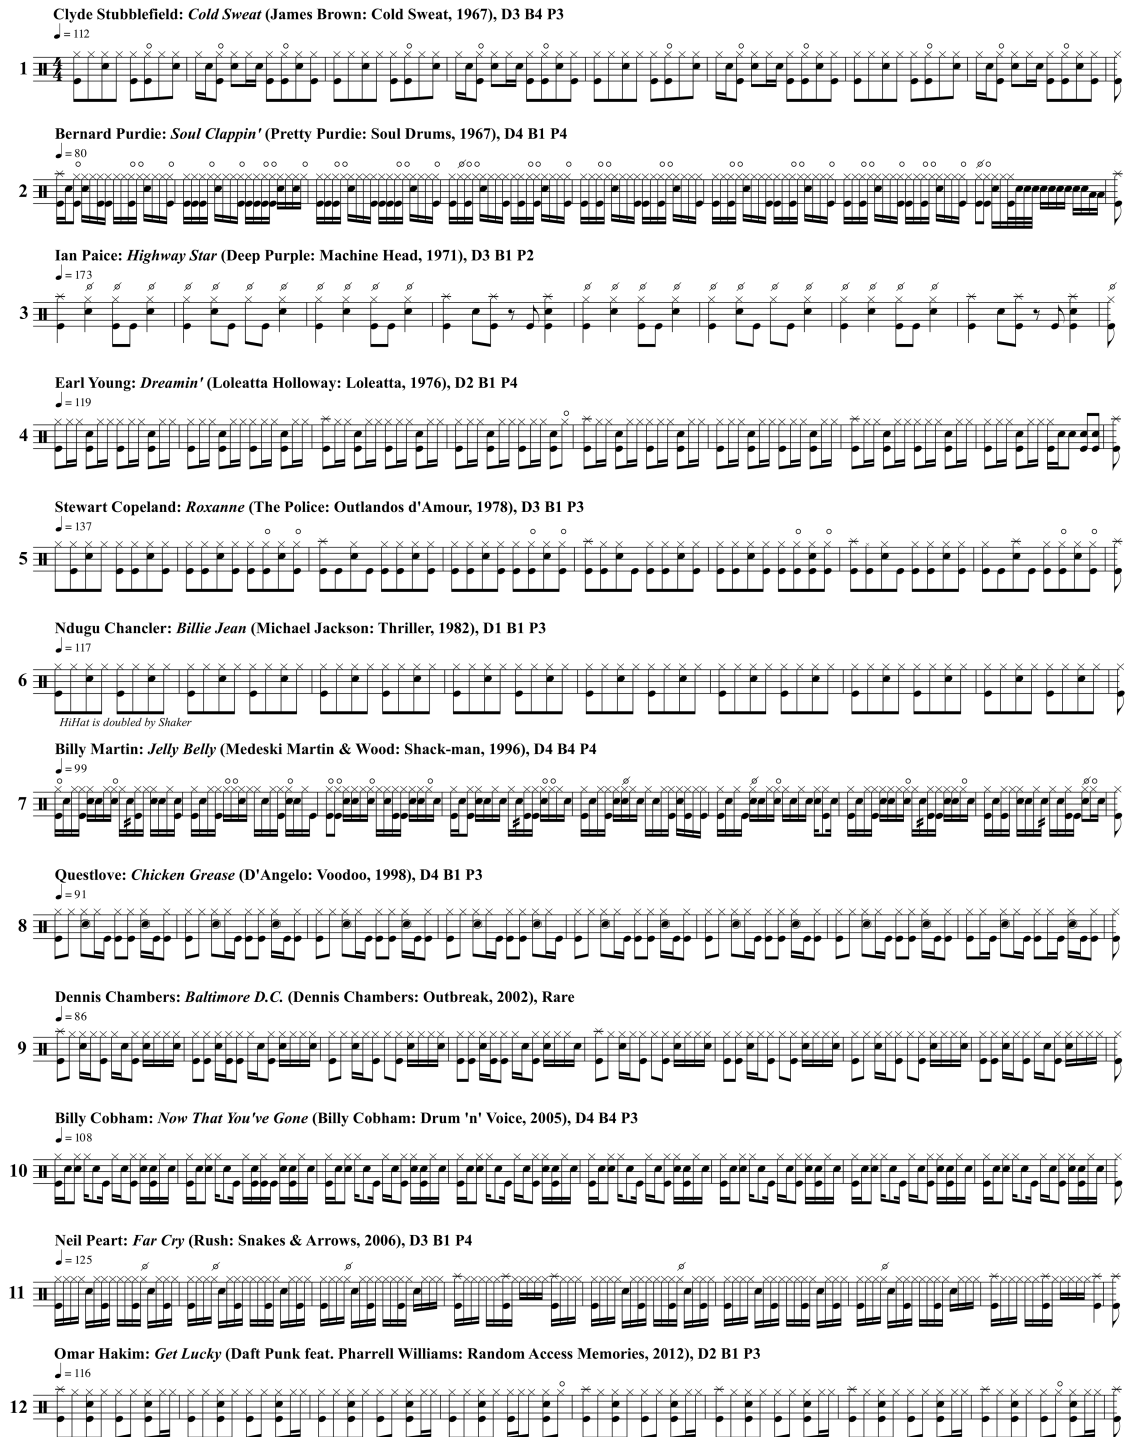 Clyde Stubblefield: Cold Sweat (James Brown: Cold Sweat, 1967), D3 B4 P3
= 112
1
4
4
Bernard Purdie: Soul Clappin' (Pretty Purdie: Soul Drums, 1967), D4 B1 P4
= 80
2
Ian Paice: Highway Star (Deep Purple: Machine Head, 1971), D3 B1 P2
= 173
3
Earl Young: Dreamin' (Loleatta Holloway: Loleatta, 1976), D2 B1 P4
= 119
4
Stewart Copeland: Roxanne (The Police: Outlandos d'Amour, 1978), D3 B1 P3
= 137
5
Ndugu Chancler: Billie Jean (Michael Jackson: Thriller, 1982), D1 B1 P3
= 117
6
HiHat is doubled by Shaker
Billy Martin: Jelly Belly (Medeski Martin & Wood: Shack-man, 1996), D4 B4 P4
= 99
7
Questlove: Chicken Grease (D'Angelo: Voodoo, 1998), D4 B1 P3
= 91
8
Dennis Chambers: Baltimore D.C. (Dennis Chambers: Outbreak, 2002), Rare
= 86
9
Billy Cobham: Now That You've Gone (Billy Cobham: Drum 'n' Voice, 2005), D4 B4 P3
= 108
10
Neil Peart: Far Cry (Rush: Snakes & Arrows, 2006), D3 B1 P4
= 125
11
Omar Hakim: Get Lucky (Daft Punk feat. Pharrell Williams: Random Access Memories, 2012), D2 B1 P3
= 116
12